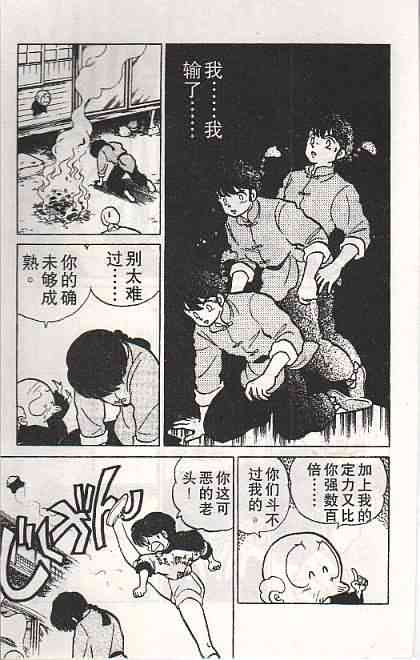 我……我
输了……
别太难
过……
你的确
未够成
熟。
加上我的
定力又比
你强数百
倍……
你们斗不
过我的。
你这可
恶的老
头！